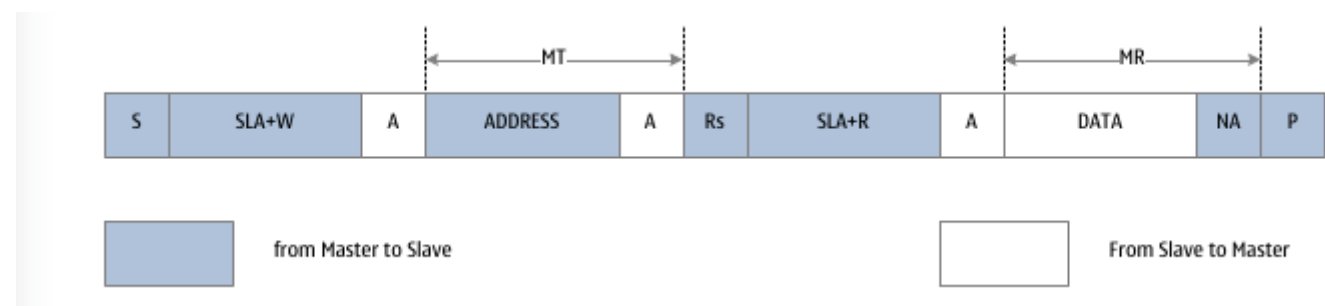 MT MR
S SLA+W A ADDRESS A Rs SLA+R A DATA NA P
from Master to Slave From Slave to Master